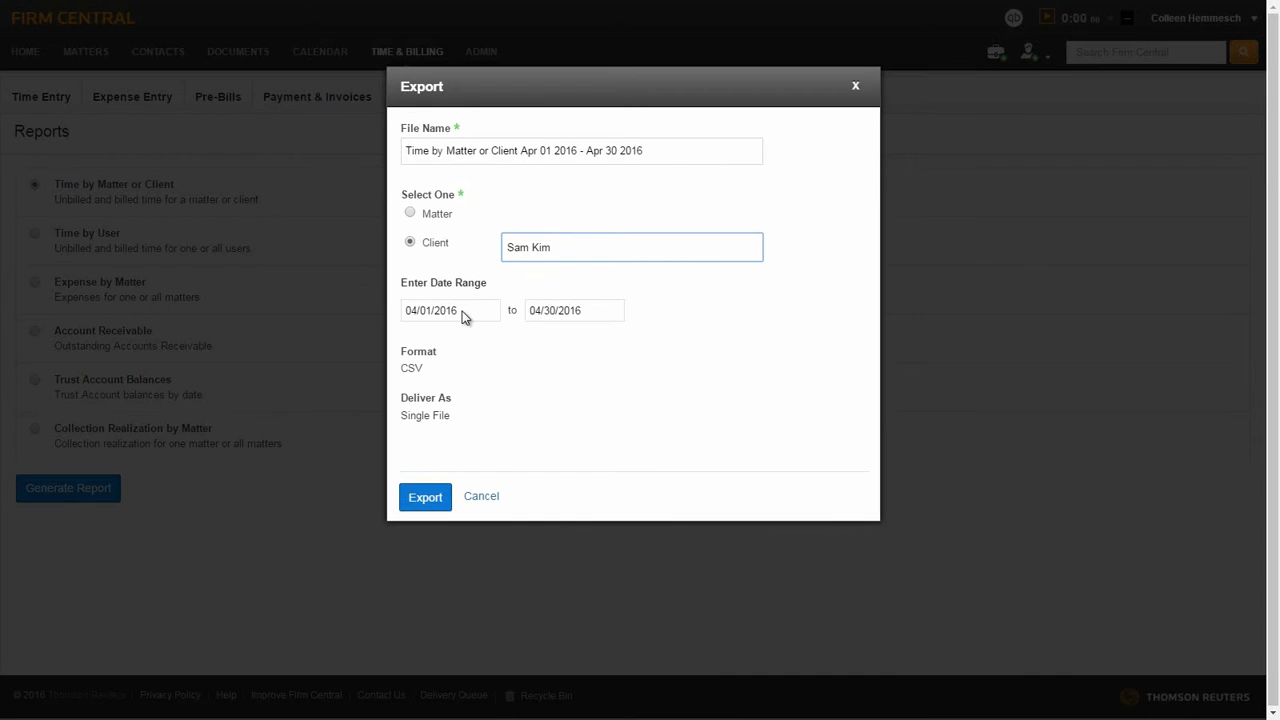 FIRM CENTRAL
qb
0:00 00
Colleen Hemmesch
HOME
MATTERS
CONTACTS
DOCUMENTS
CALENDAR
TIME & BILLING
ADMIN
Search Firm Central
Time Entry
Expense Entry
Pre-Bills
Payment & Invoices
Reports
Time by Matter or Client
Unbilled and billed time for a matter or client
Time by User
Unbilled and billed time for one or all users
Expense by Matter
Expenses for one or all matters
Account Receivable
Outstanding Accounts Receivable
Trust Account Balances
Trust Account balances by date
Collection Realization by Matter
Collection realization for one matter or all matters
Generate Report
Export
X
File Name *
Time by Matter or Client Apr 01 2016 - Apr 30 2016
Select One *
Matter
Client
Sam Kim
Enter Date Range
04/01/2016 to 04/30/2016
Format
CSV
Deliver As
Single File
Export
Cancel
© 2016 Thomson Reuters
Privacy Policy
Help
Improve Firm Central
Contact Us
Delivery Queue
Recycle Bin
THOMSON REUTERS